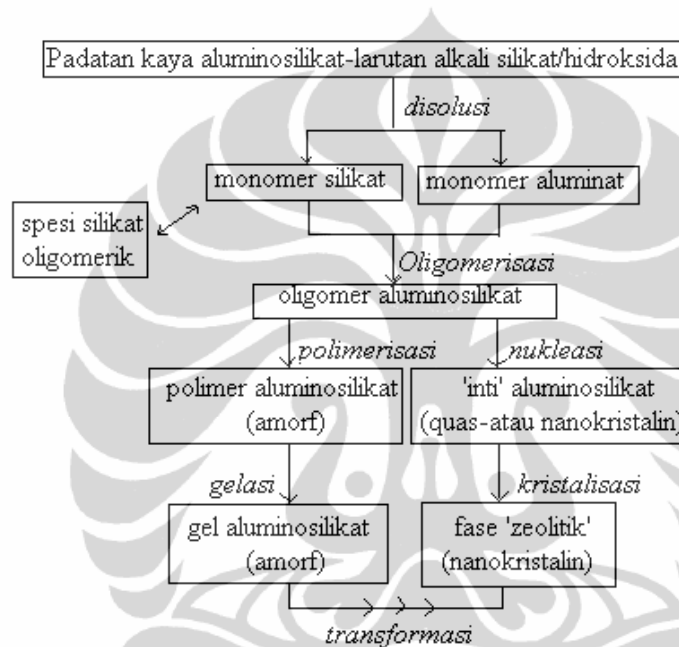 Padatan kaya aluminosilikat-larutan alkali silikat/hidroksida
disolusi
monomer silikat
monomer aluminat
spesi silikat
oligomerik
Oligomerisasi
oligomer aluminosilikat
polimerisasi
nukleasi
polimer aluminosilikat
(amorf)
'inti' aluminosilikat
(quas-atau nanokristalin)
gelasi
kristalisasi
gel aluminosilikat
(amorf)
fase 'zeolitik'
(nanokristalin)
transformasi